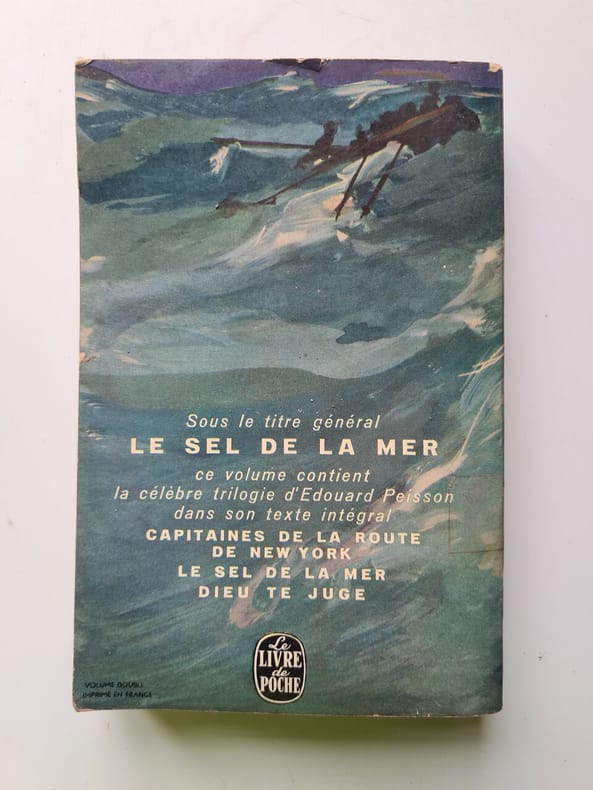 Sous le titre général
LE SEL DE LA MER
ce volume contient
la célèbre trilogie d'Edouard Peisson
dans son texte intégral
CAPITAINES DE LA ROUTE
DE NEW YORK
LE SEL DE LA MER
DIEU TE JUGE
Le
LIVRE
de
POCHE
VOLUME DOUBLE
IMPRIMÉ EN FRANCE